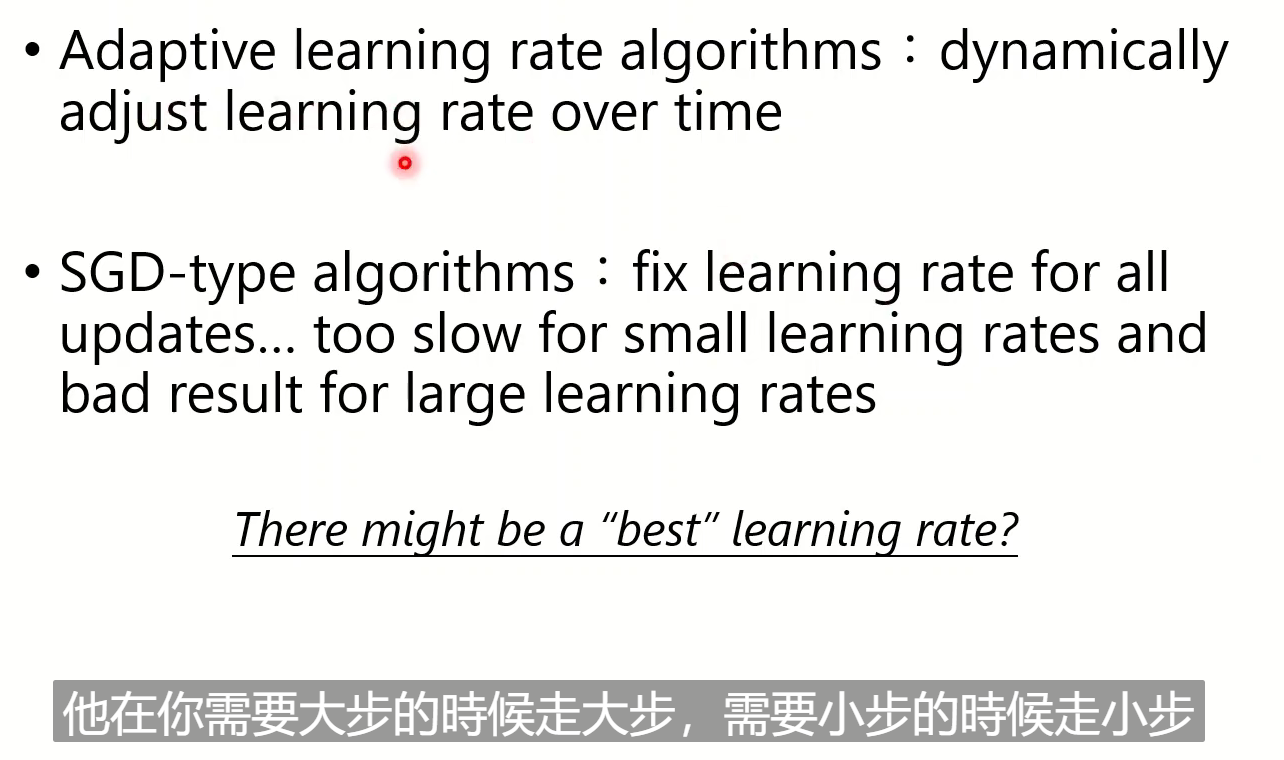 • Adaptive learning rate algorithms：dynamically
adjust learning rate over time
• SGD-type algorithms：fix learning rate for all
updates... too slow for small learning rates and
bad result for large learning rates
There might be a “best” learning rate?
他在你需要大步的時候走大步，需要小步的時候走小步